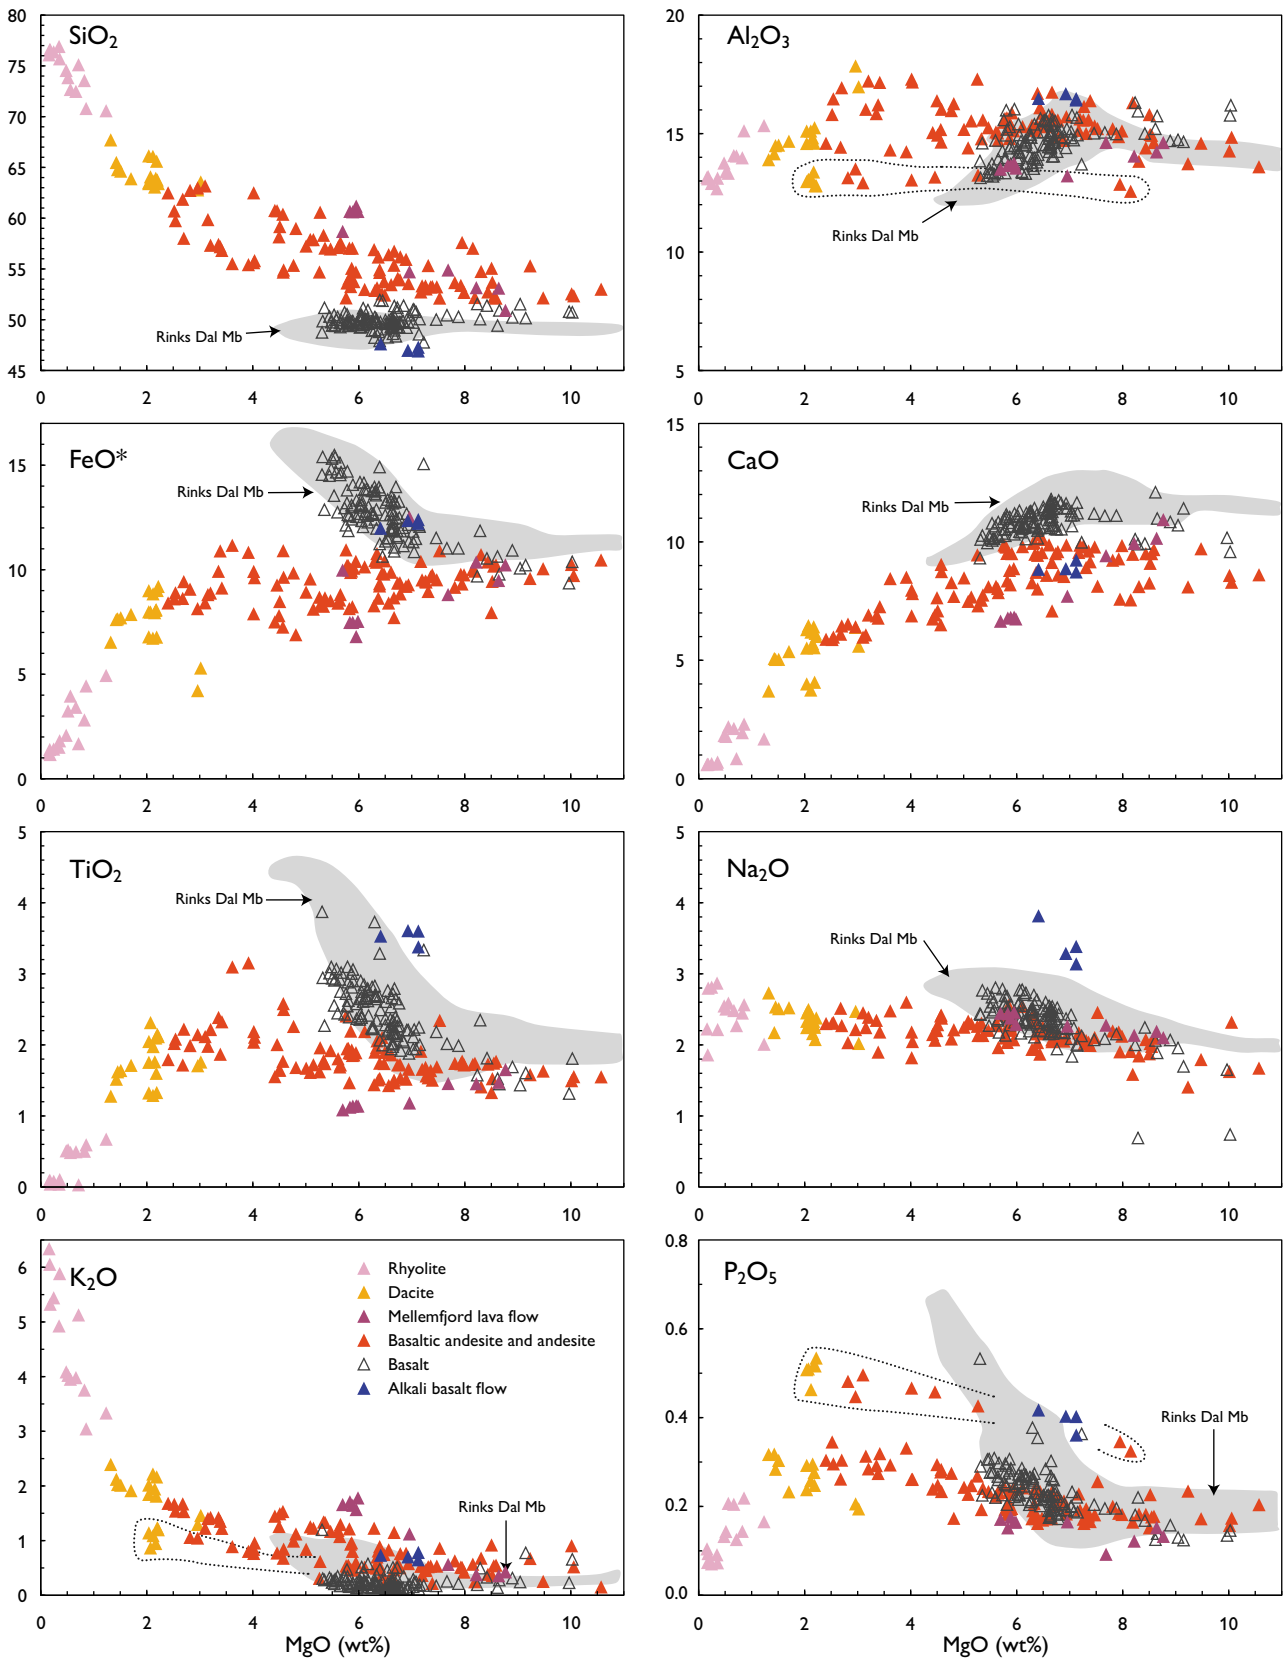 80
75
70
65
60
55
50
45
SiO2
Rinks Dal Mb
0 2 4 6 8 10
20
15
10
5
Al2O3
Rinks Dal Mb
0 2 4 6 8 10
15
10
5
0
FeO*
Rinks Dal Mb
0 2 4 6 8 10
15
10
5
0
CaO
Rinks Dal Mb
0 2 4 6 8 10
5
4
3
2
1
0
TiO2
Rinks Dal Mb
0 2 4 6 8 10
5
4
3
2
1
0
Na2O
Rinks Dal Mb
0 2 4 6 8 10
6
5
4
3
2
1
0
K2O
Rhyolite
Dacite
Mellemfjord lava flow
Basaltic andesite and andesite
Basalt
Alkali basalt flow
Rinks Dal Mb
0 2 4 6 8 10
MgO (wt%)
0.8
0.6
0.4
0.2
0.0
P2O5
Rinks Dal Mb
0 2 4 6 8 10
MgO (wt%)